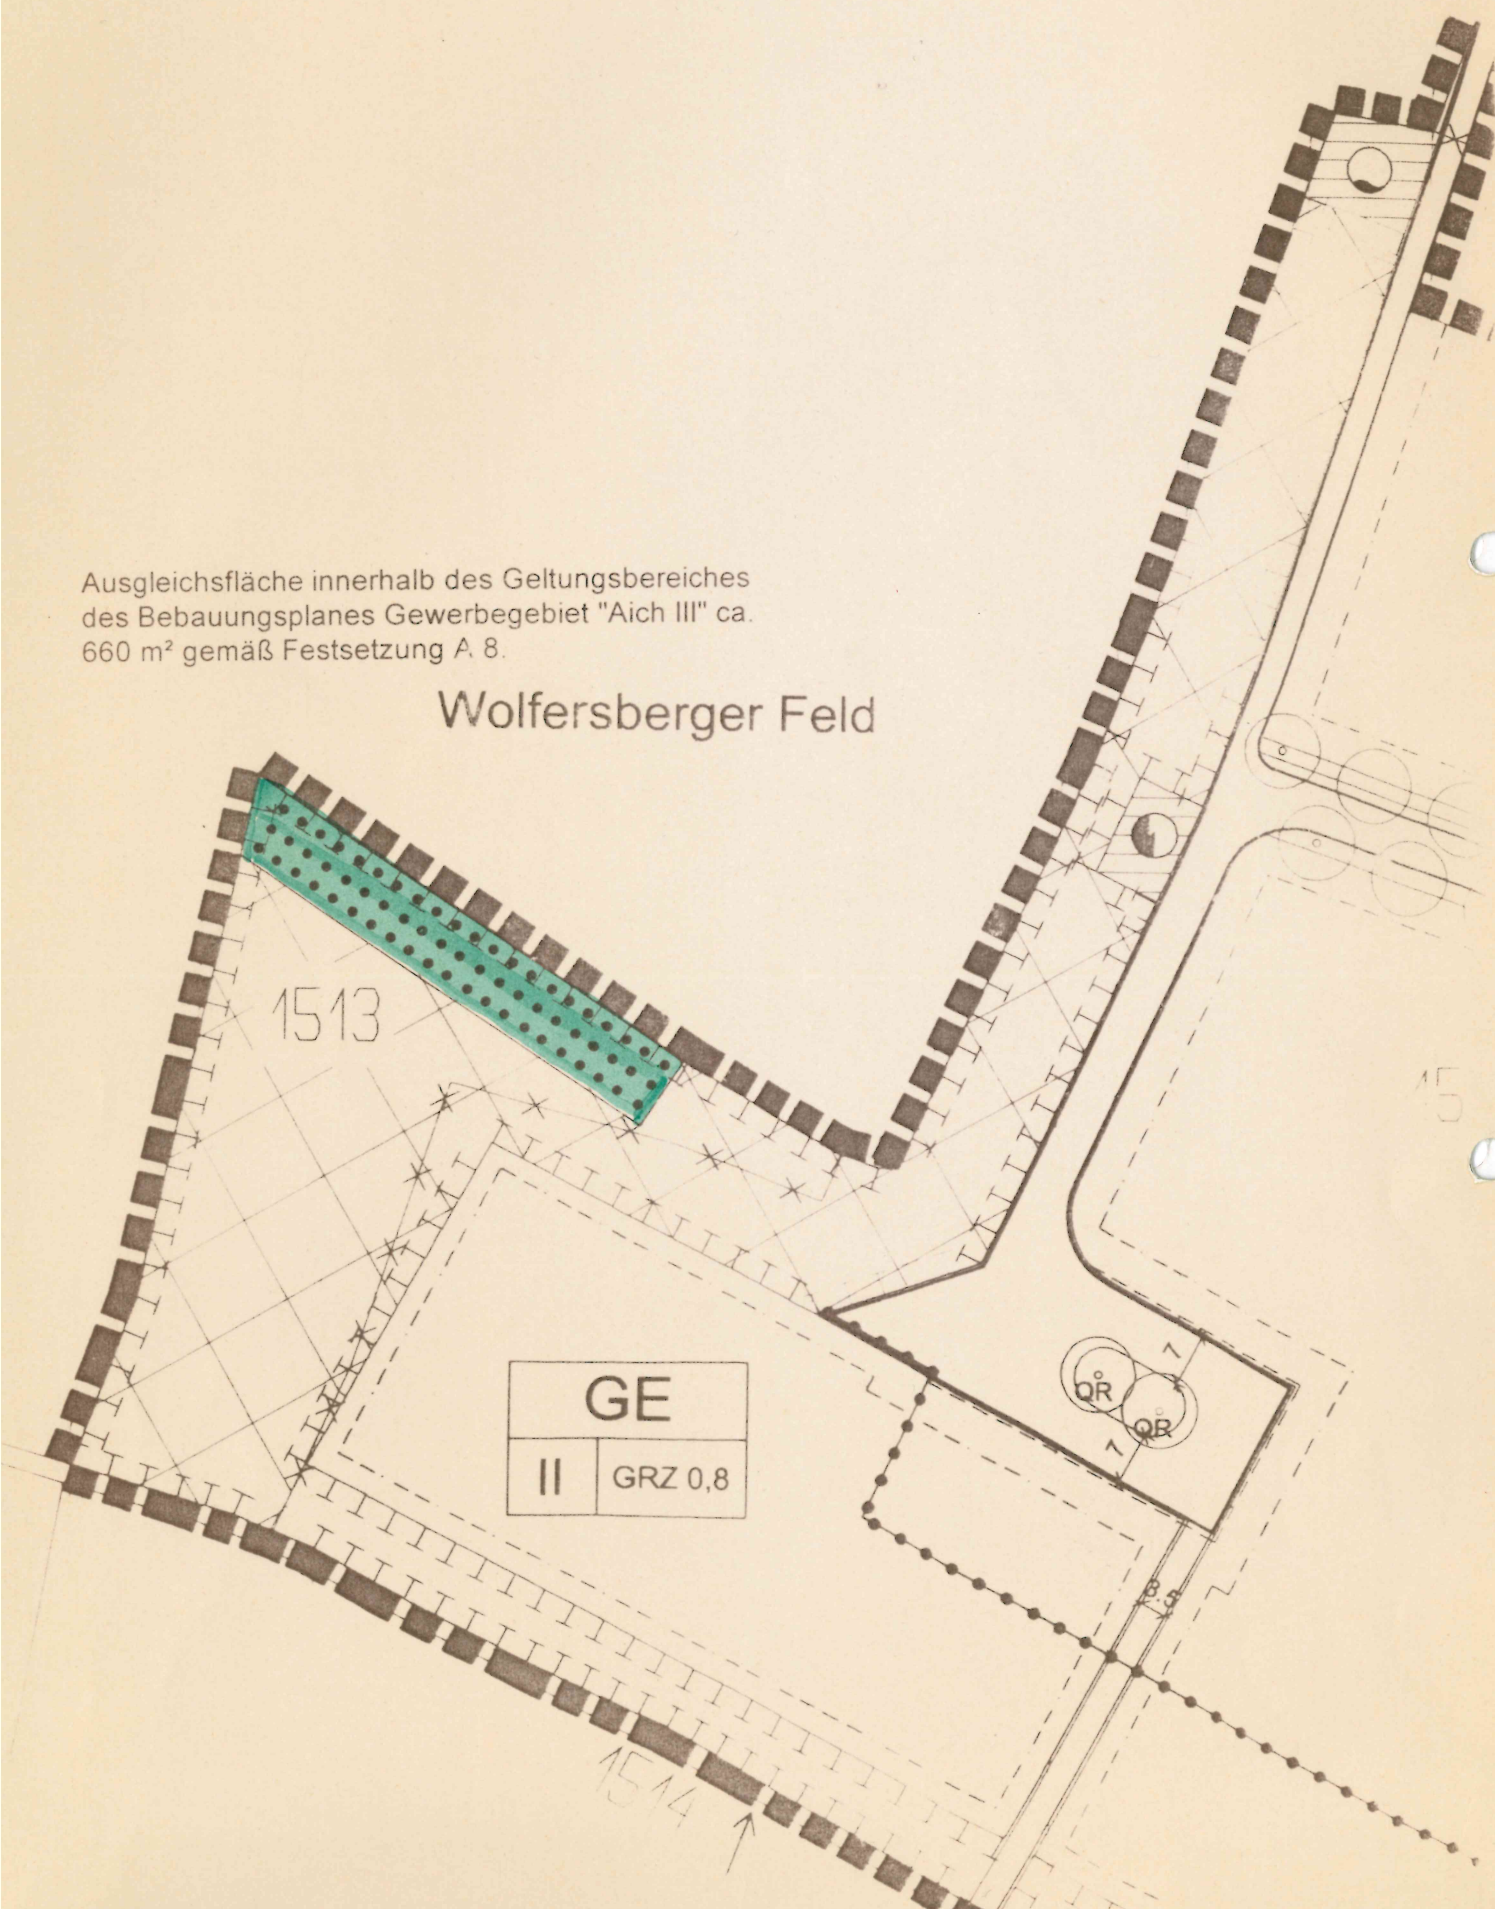 Ausgleichsfläche innerhalb des Geltungsbereiches
des Bebauungsplanes Gewerbegebiet "Aich III" ca.
660 m² gemäß Festsetzung A 8.
Wolfersberger Feld
1513
15
GE
II
GRZ 0,8
7
QR
QR
7
8.5
1514